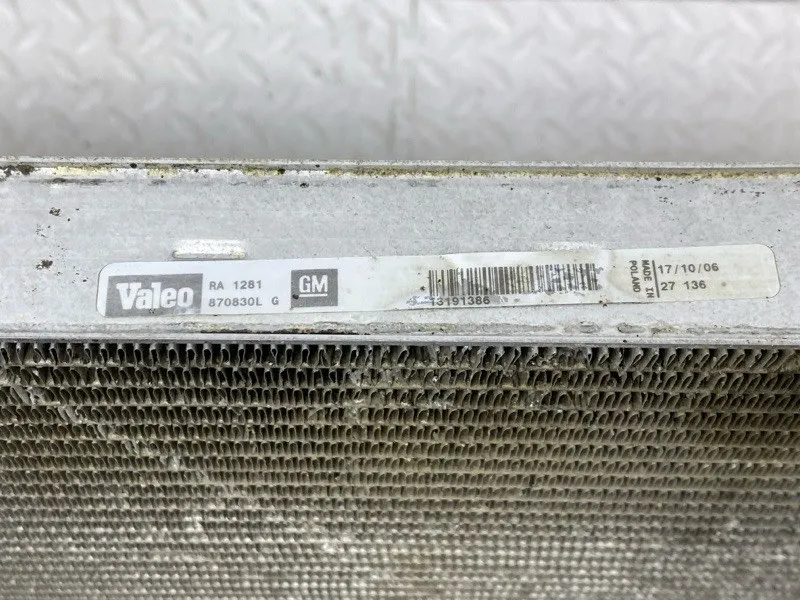 Valeo
RA 1281
870830L G
GM
13191386
MADE IN
POLAND
17/10/06
27 136